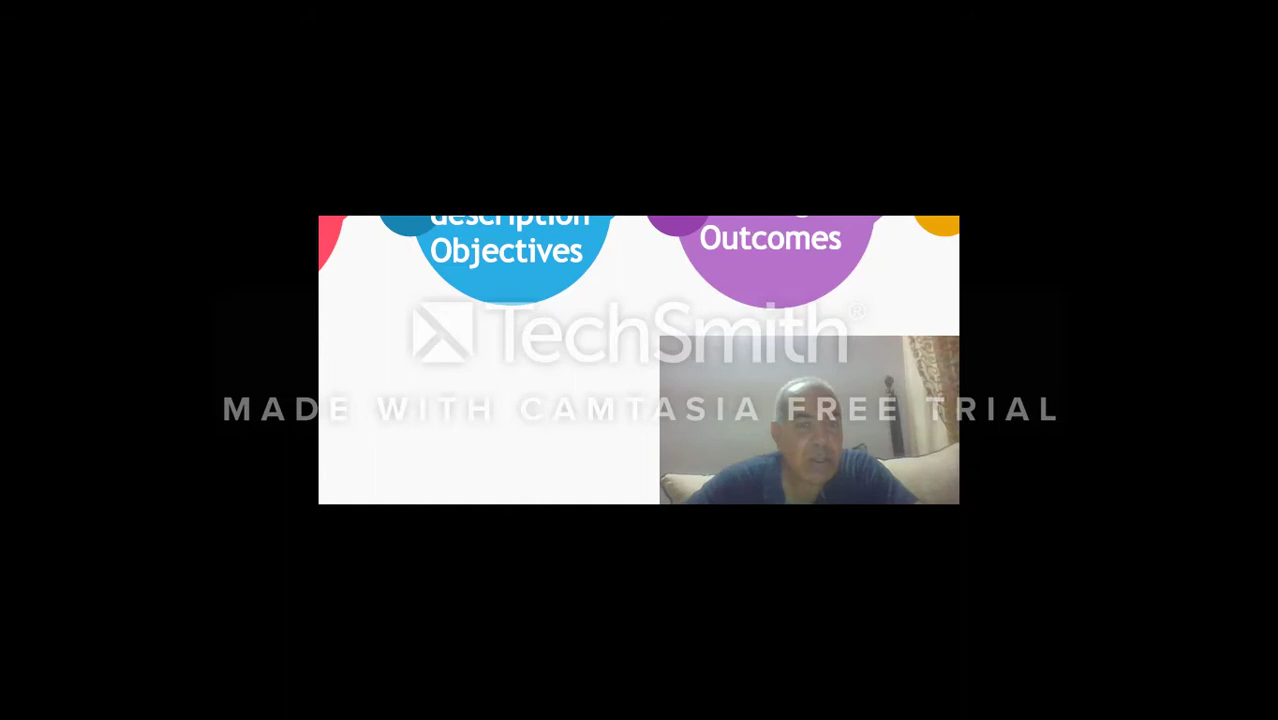 description
Objectives
Outcomes
TechSmith®
MADE WITH CAMTASIA FREE TRIAL